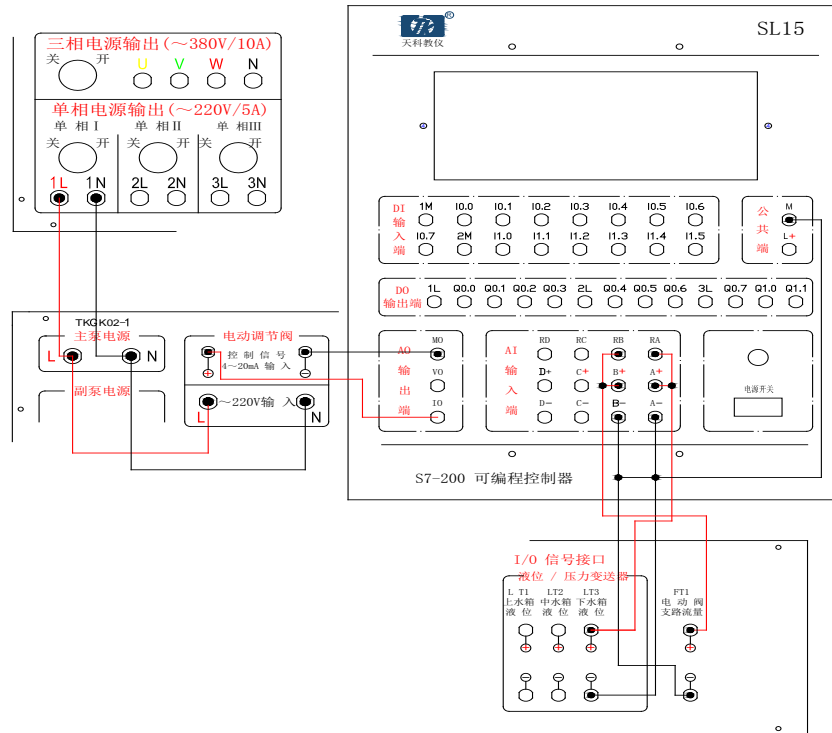 三相电源输出(～380V/10A)
关 开 U V W N
单相电源输出(～220V/5A)
单 相 I 单 相 II 单 相III
关 开 关 开 关 开
1L 1N 2L 2N 3L 3N
天科教仪
®
SL15
DI 输 入 端
1M I0.0 I0.1 I0.2 I0.3 I0.4 I0.5 I0.6
I0.7 2M I1.0 I1.1 I1.2 I1.3 I1.4 I1.5
公 共 端
M
L+
DO 输出端
1L Q0.0 Q0.1 Q0.2 Q0.3 2L Q0.4 Q0.5 Q0.6 3L Q0.7 Q1.0 Q1.1
TKGK02-1
主泵电源
L N
副泵电源
电动调节阀
控 制 信 号
4～20mA 输 入
～220V输 入
L N
AO 输 出 端
MO
VO
IO
AI 输 入 端
RD RC RB RA
D+ C+ B+ A+
D− C− B− A−
电源开关
S7-200 可编程控制器
I/O 信号接口
液位 / 压力变送器
L T1 LT2 LT3 FT1
上水箱 中水箱 下水箱 电 动 阀
液 位 液 位 液 位 支路流量
+ + + +
− − − −